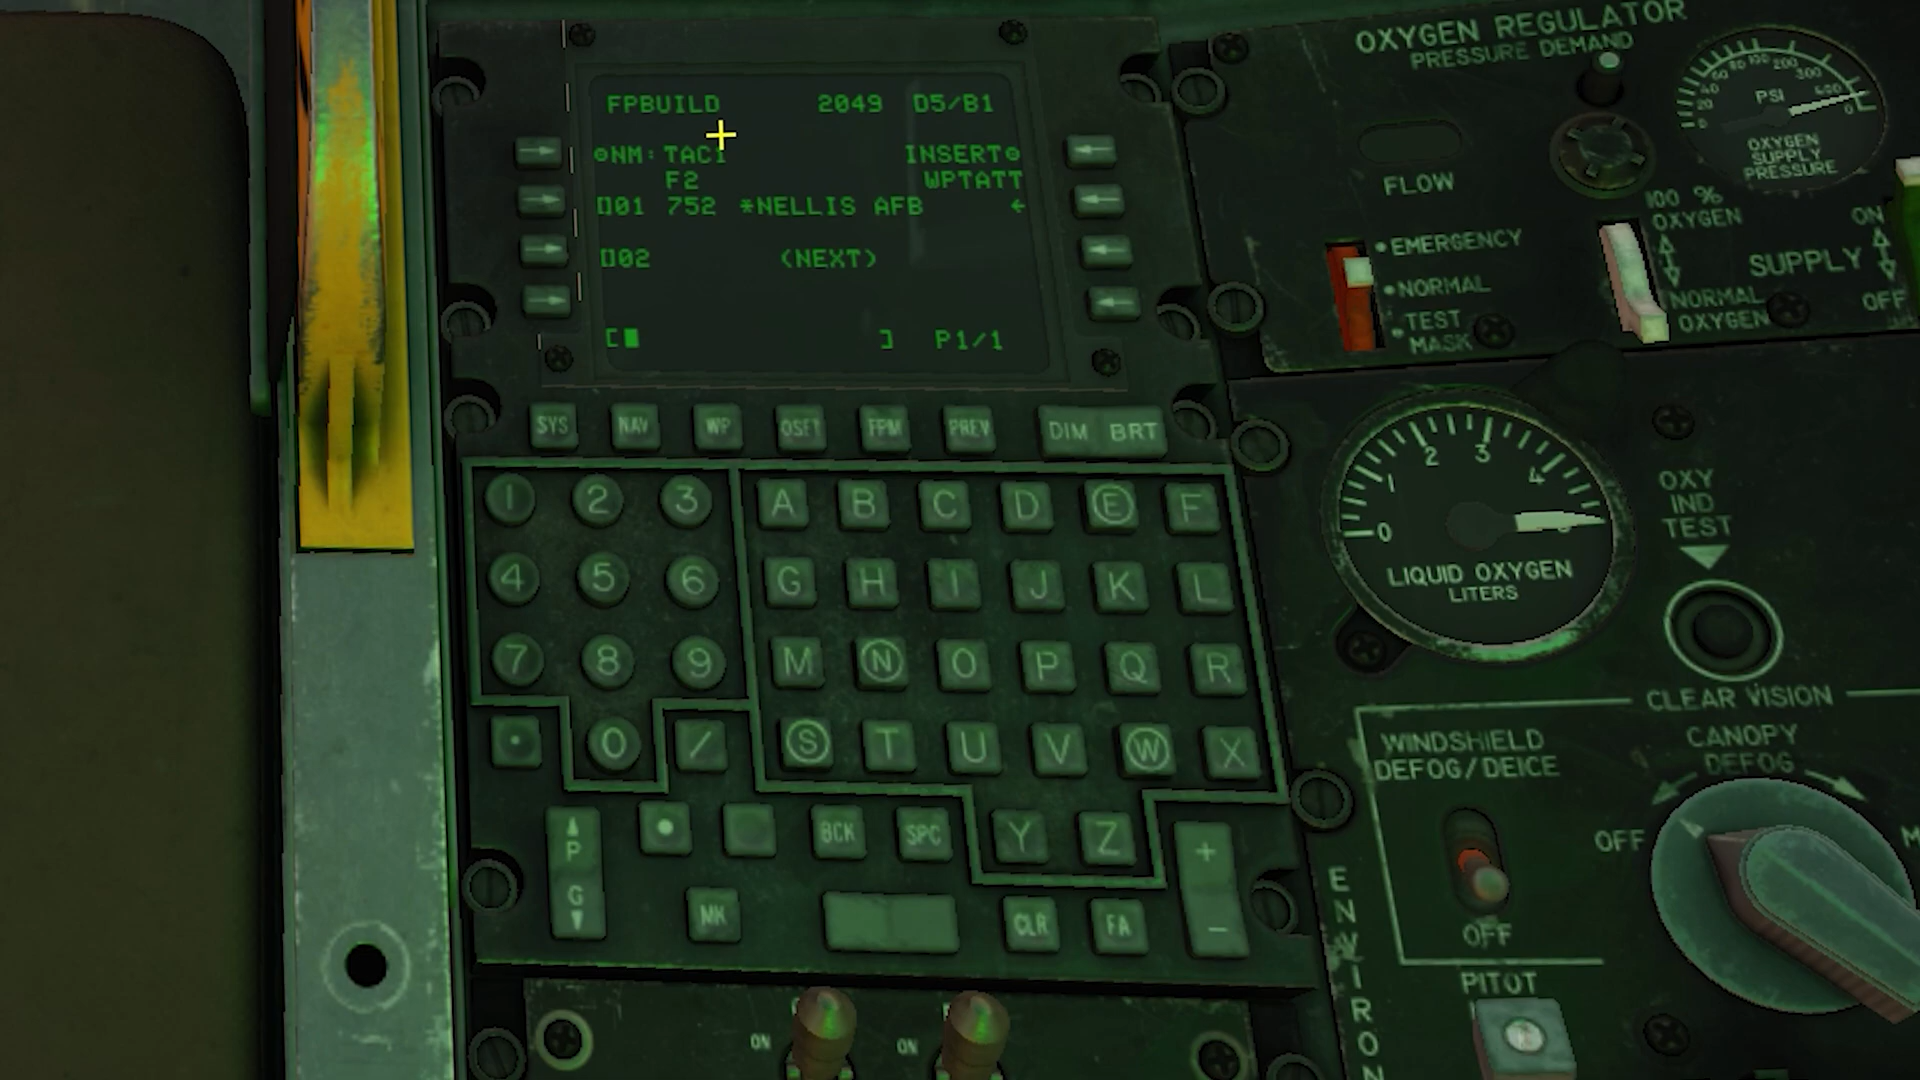 FPBUILD 2049 D5/B1
NM: TAC1 INSERT
F2 WPTATT
01 752 *NELLIS AFB ←
02 (NEXT)
[ ] P1/1
SYS NAV WP OSET FPM PREV DIM BRT
1 2 3 A B C D E F
4 5 6 G H I J K L
7 8 9 M N O P Q R
0 / S T U V W X
P G BCK SPC Y Z + -
MK CLR FA
ON ON
OXYGEN REGULATOR
PRESSURE DEMAND
FLOW
EMERGENCY
NORMAL
TEST
MASK
100 %
OXYGEN
NORMAL
OXYGEN
SUPPLY
ON
OFF
PSI
OXYGEN
SUPPLY
PRESSURE
0 1 2 3 4
LIQUID OXYGEN
LITERS
OXY
IND
TEST
CLEAR VISION
WINDSHIELD
DEFOG/DEICE
OFF
CANOPY
DEFOG
OFF
PITOT
ENVIRON